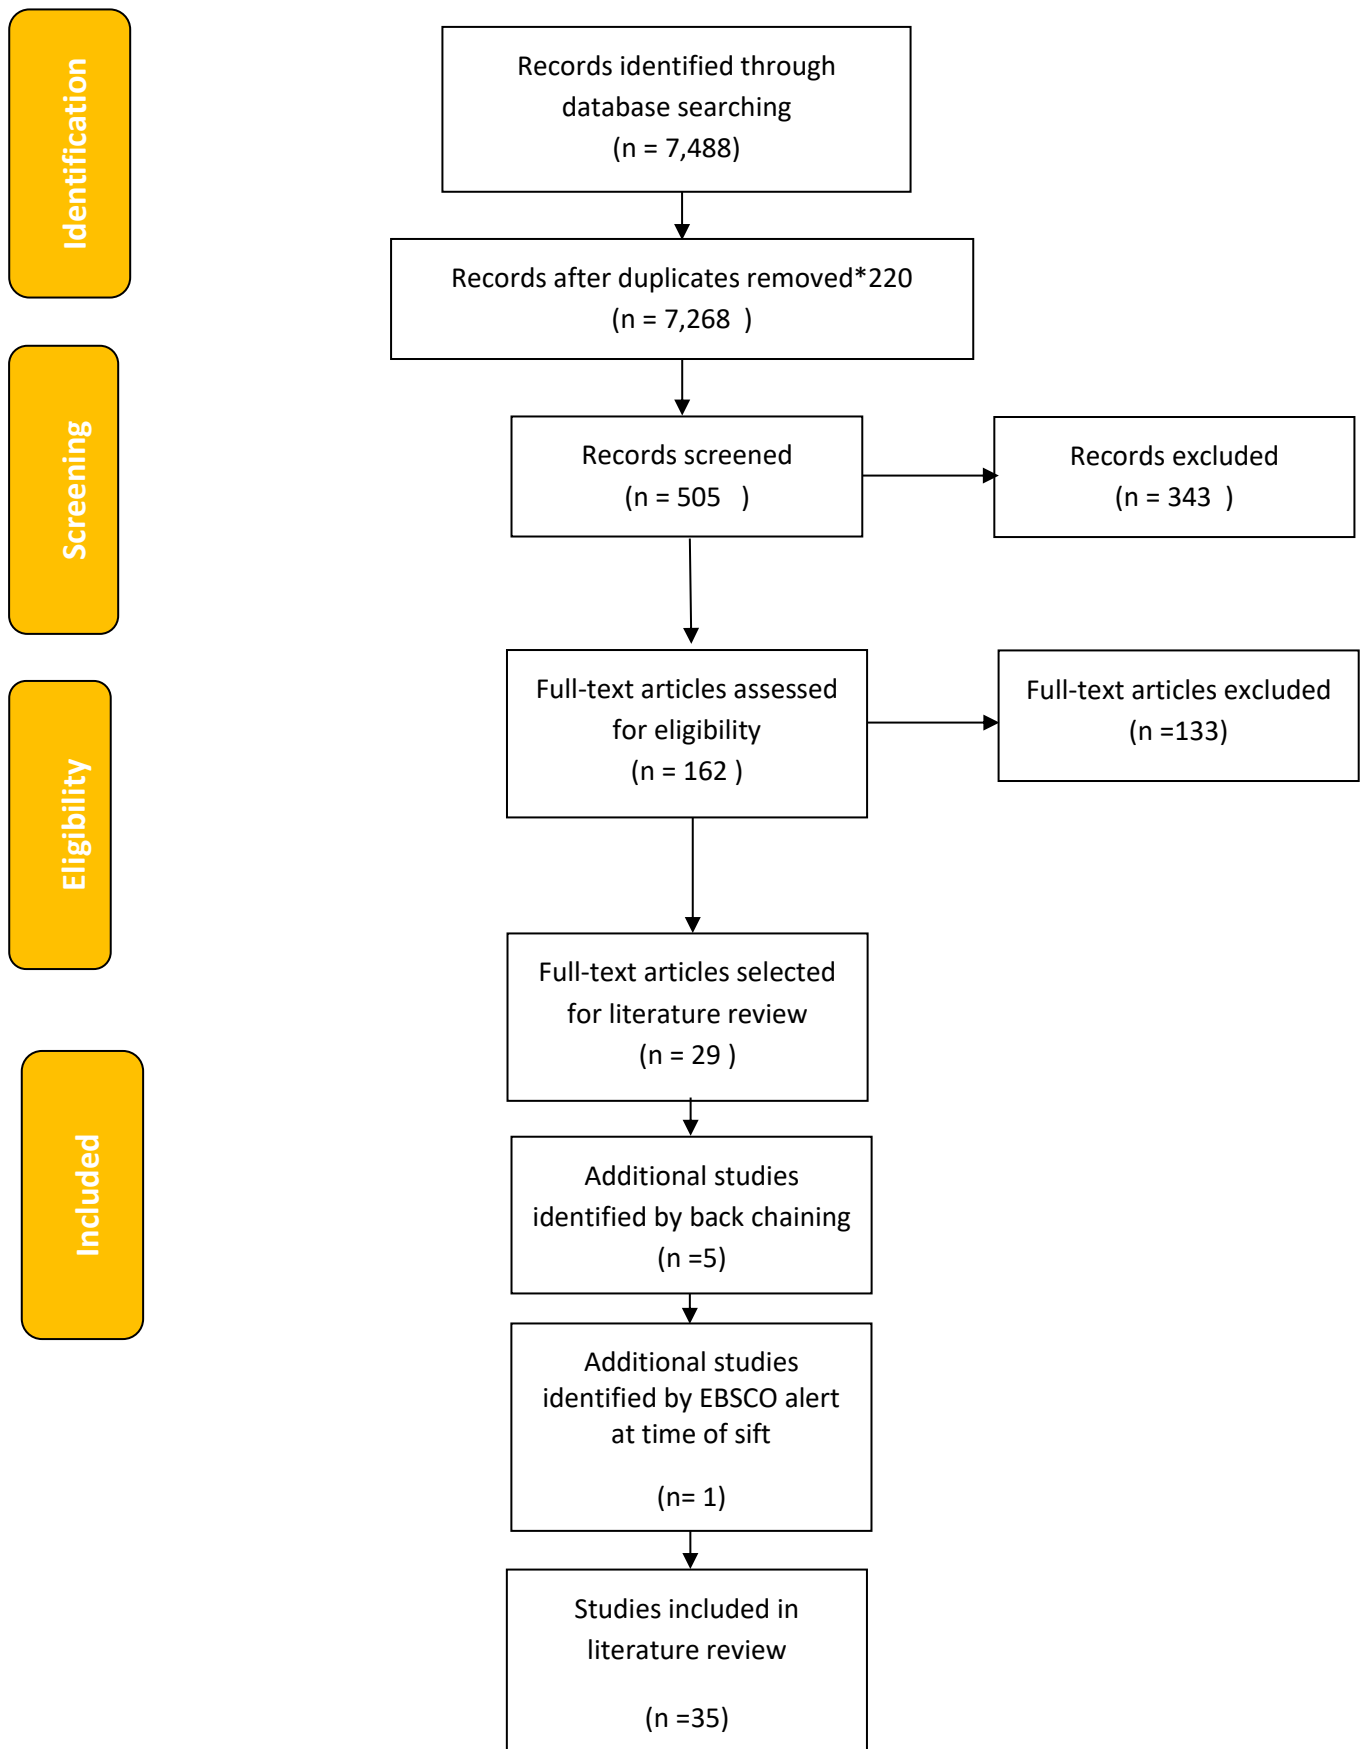 Identification
Records identified through
database searching
(n = 7,488)
Records after duplicates removed*220
(n = 7,268  )
Screening
Records screened
(n = 505   )
Records excluded
(n = 343  )
Eligibility
Full-text articles assessed
for eligibility
(n = 162 )
Full-text articles excluded
(n =133)
Full-text articles selected
for literature review
(n = 29 )
Included
Additional studies
identified by back chaining
(n =5)
Additional studies
identified by EBSCO alert
at time of sift
(n= 1)
Studies included in
literature review
(n =35)